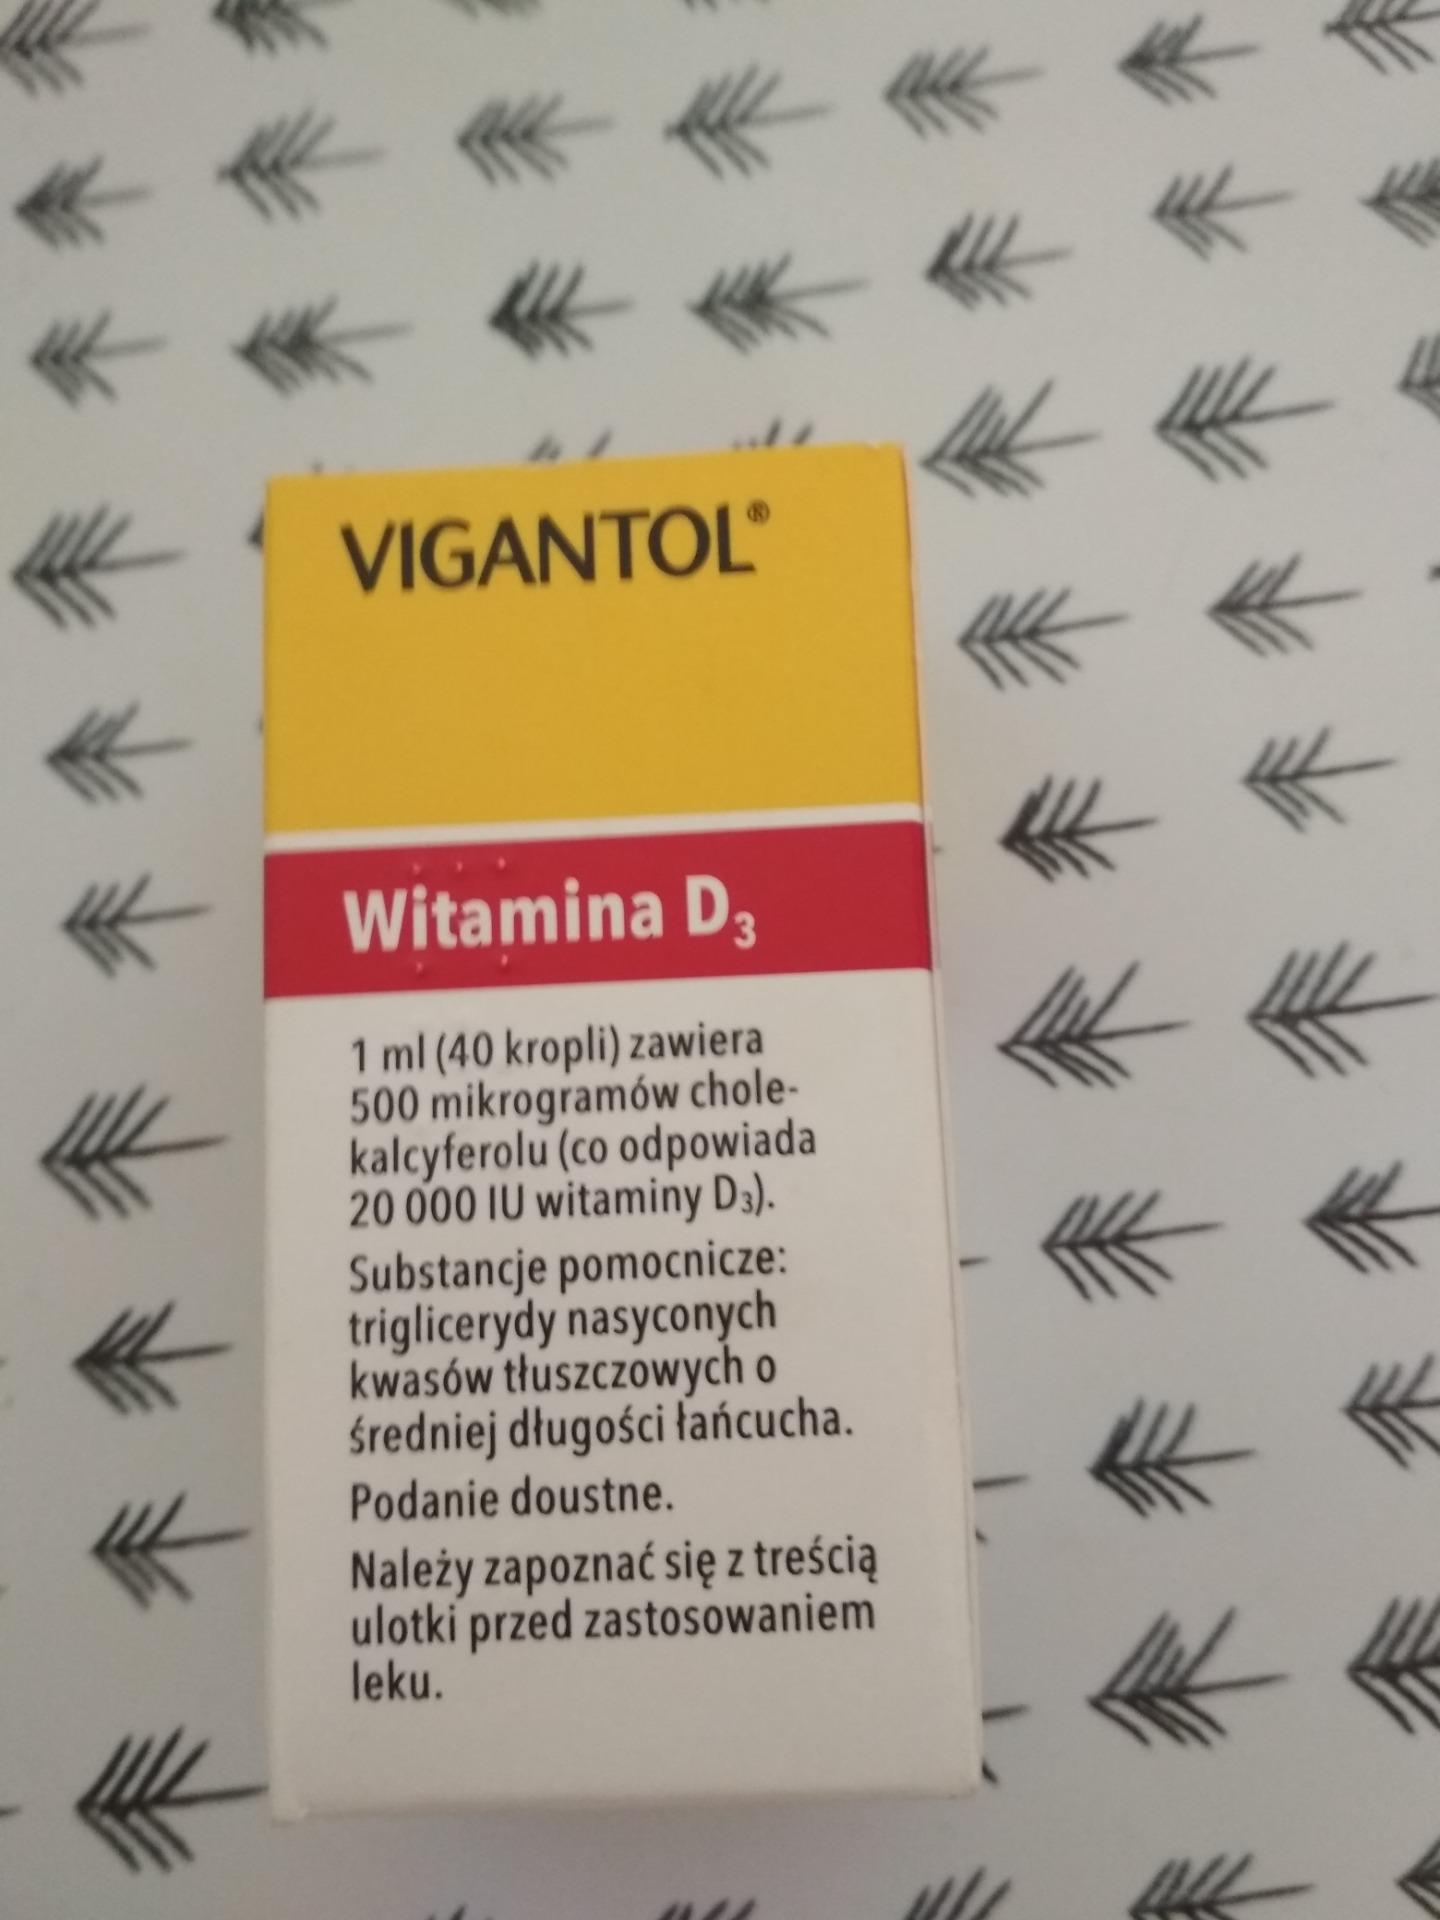 VIGANTOL®
Witamina D₃
1 ml (40 kropli) zawiera
500 mikrogramów chole-
kalcyferolu (co odpowiada
20 000 IU witaminy D₃).
Substancje pomocnicze:
triglicerydy nasyconych
kwasów tłuszczowych o
średniej długości łańcucha.
Podanie doustne.
Należy zapoznać się z treścią
ulotki przed zastosowaniem
leku.